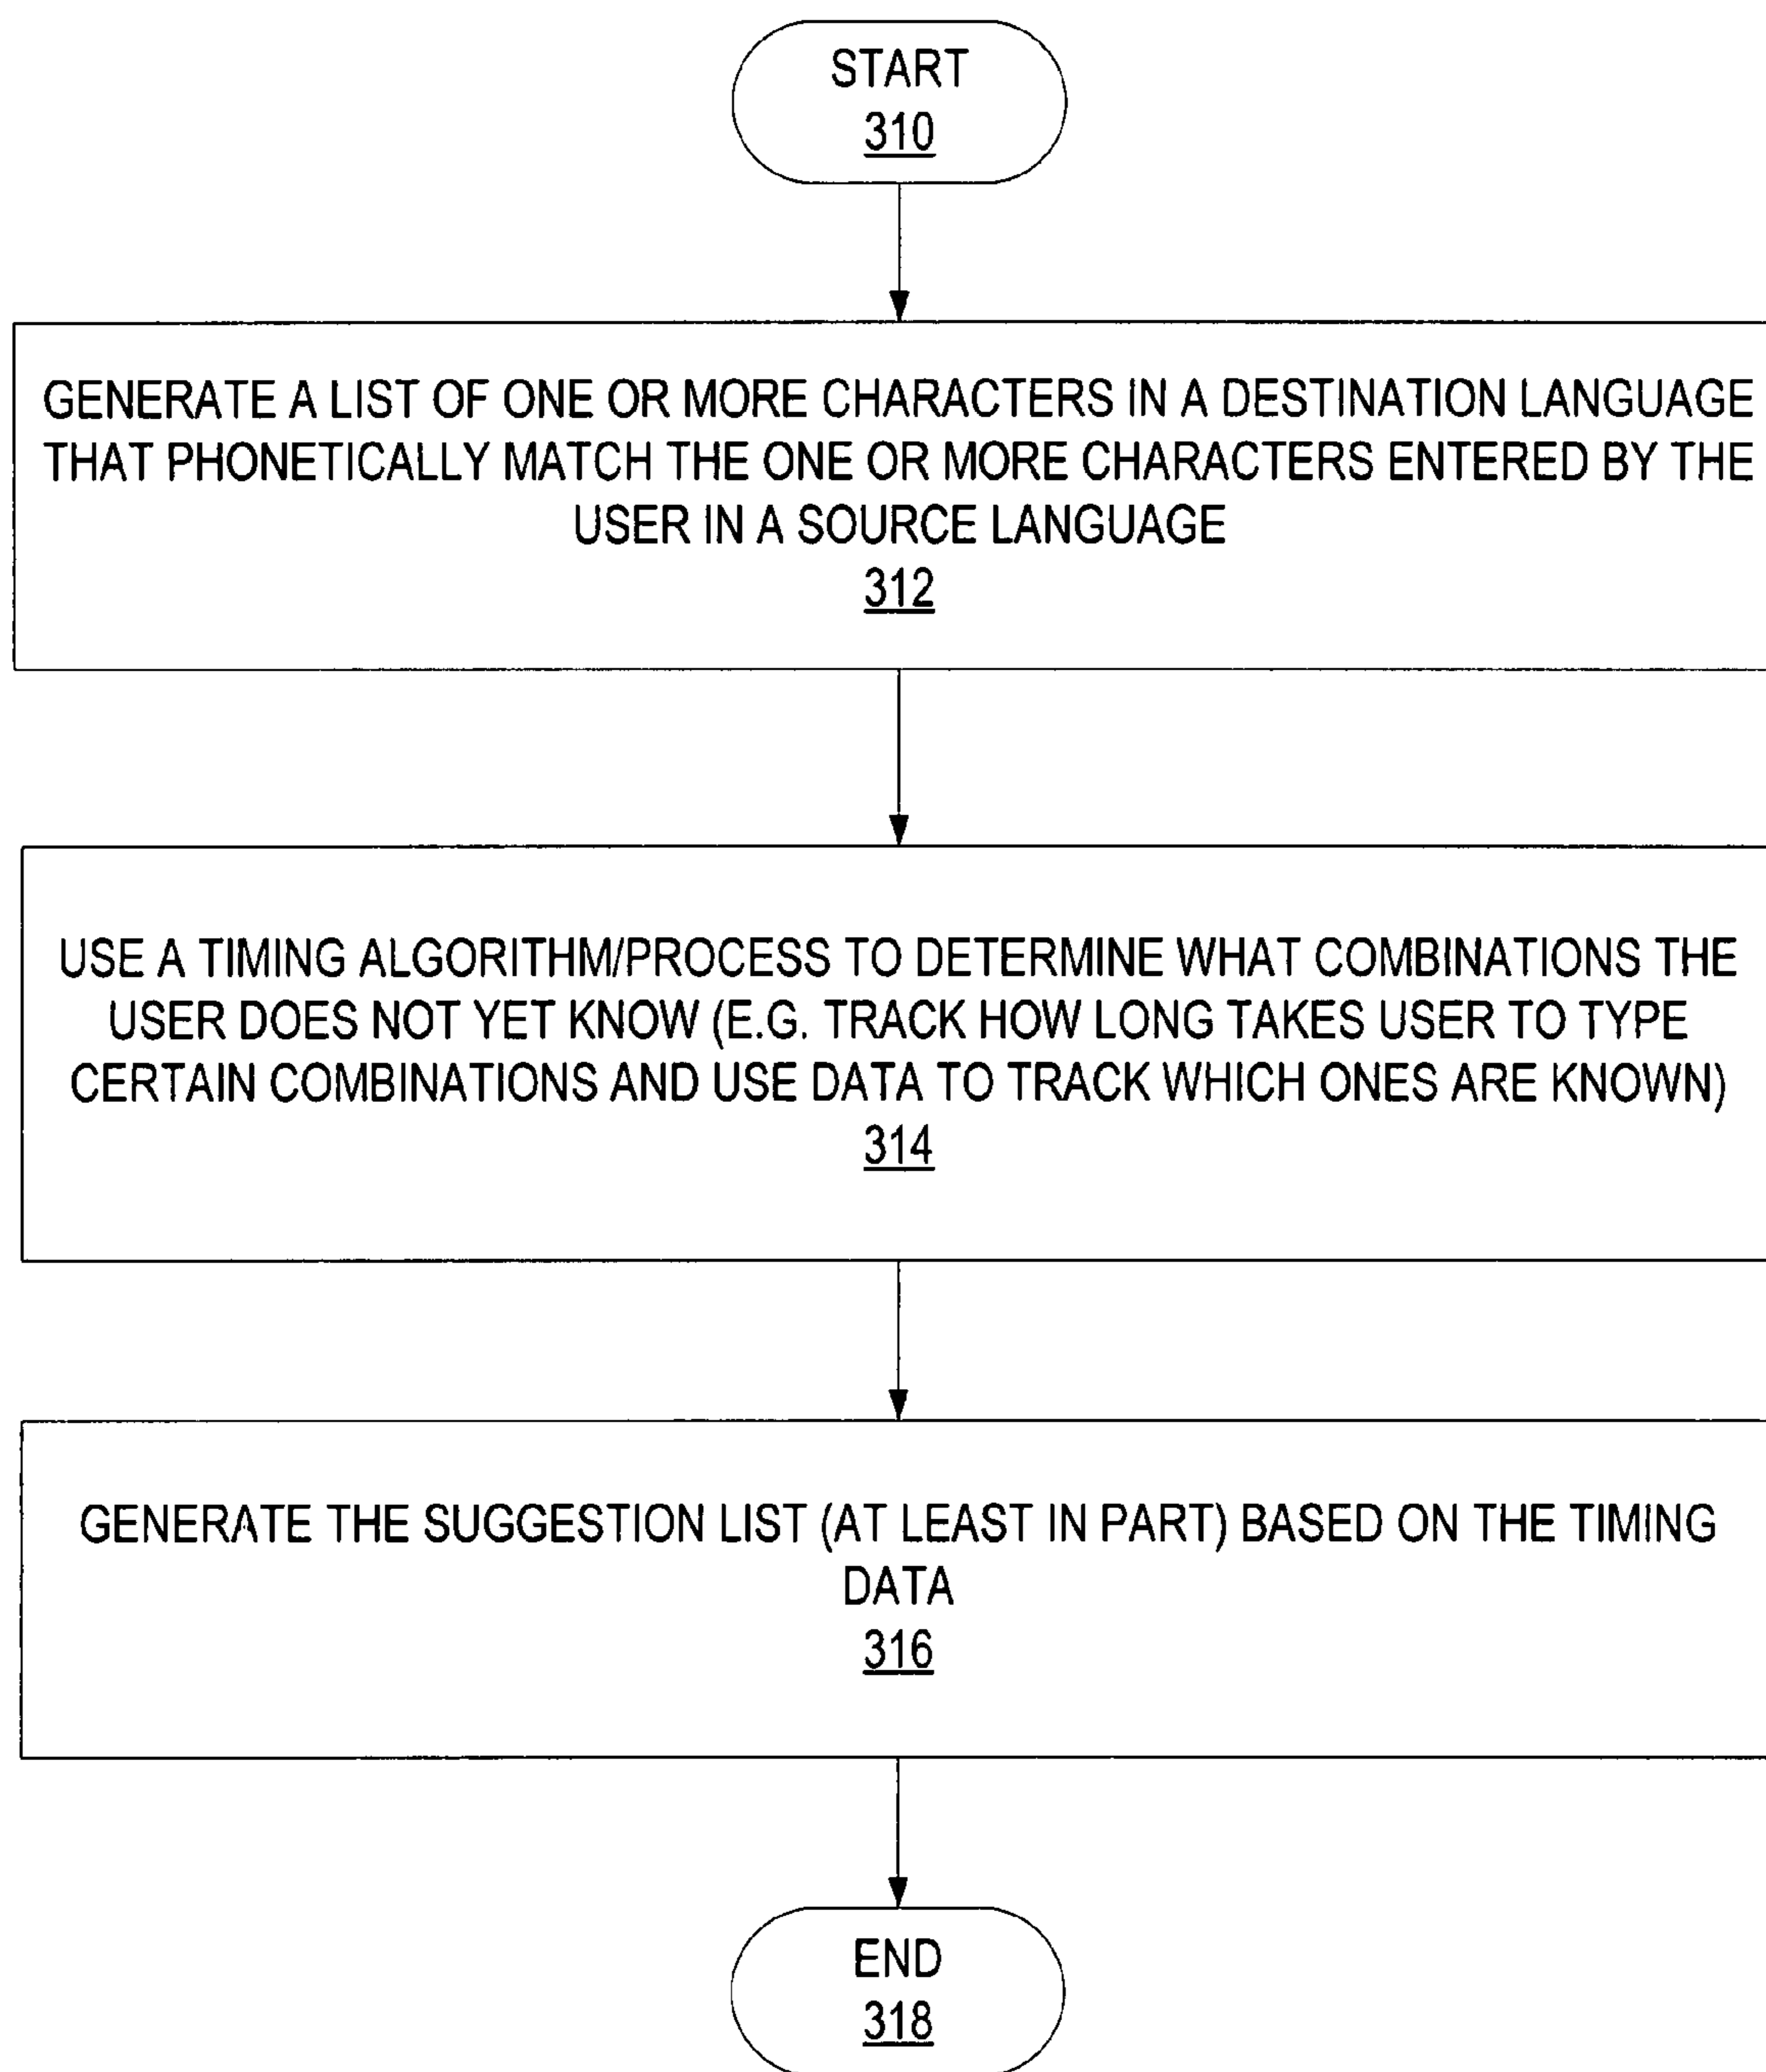 START
310
GENERATE A LIST OF ONE OR MORE CHARACTERS IN A DESTINATION LANGUAGE
THAT PHONETICALLY MATCH THE ONE OR MORE CHARACTERS ENTERED BY THE
USER IN A SOURCE LANGUAGE
312
USE A TIMING ALGORITHM/PROCESS TO DETERMINE WHAT COMBINATIONS THE
USER DOES NOT YET KNOW (E.G. TRACK HOW LONG TAKES USER TO TYPE
CERTAIN COMBINATIONS AND USE DATA TO TRACK WHICH ONES ARE KNOWN)
314
GENERATE THE SUGGESTION LIST (AT LEAST IN PART) BASED ON THE TIMING
DATA
316
END
318